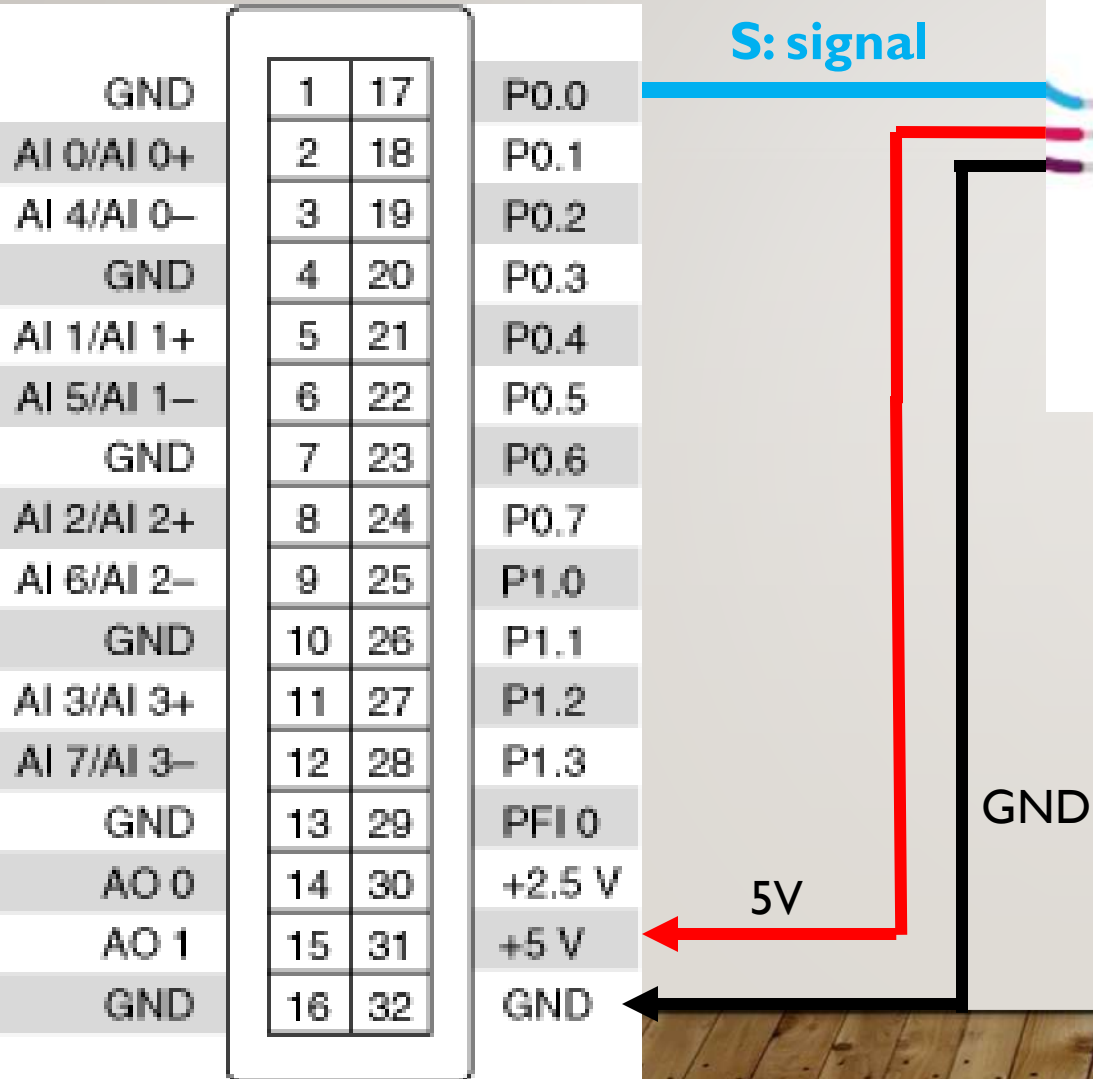 S: signal
GND 1 17 P0.0
AI 0/AI 0+ 2 18 P0.1
AI 4/AI 0– 3 19 P0.2
GND 4 20 P0.3
AI 1/AI 1+ 5 21 P0.4
AI 5/AI 1– 6 22 P0.5
GND 7 23 P0.6
AI 2/AI 2+ 8 24 P0.7
AI 6/AI 2– 9 25 P1.0
GND 10 26 P1.1
AI 3/AI 3+ 11 27 P1.2
AI 7/AI 3– 12 28 P1.3
GND 13 29 PFI 0
GND
AO 0 14 30 +2.5 V
5V
AO 1 15 31 +5 V
GND 16 32 GND